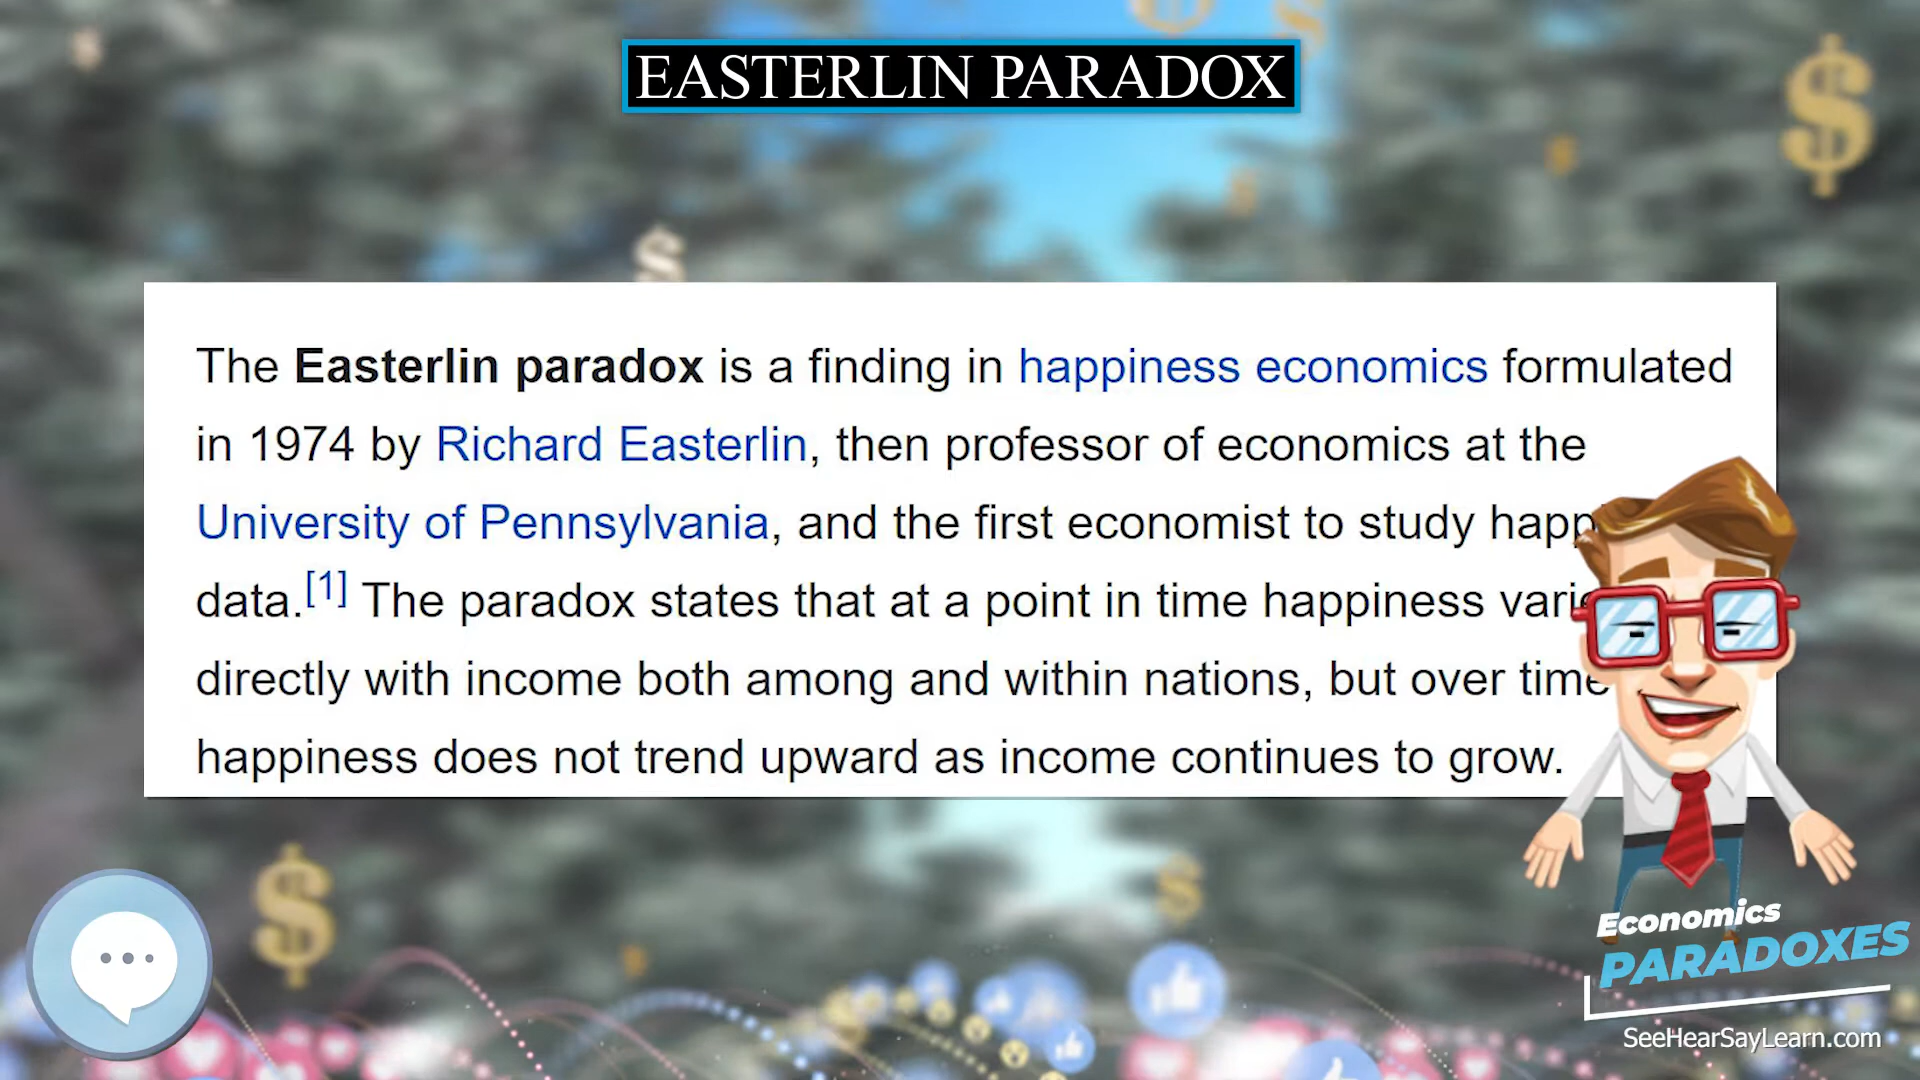 EASTERLIN PARADOX
The Easterlin paradox is a finding in happiness economics formulated
in 1974 by Richard Easterlin, then professor of economics at the
University of Pennsylvania, and the first economist to study
data.[1] The paradox states that at a point in time happiness
directly with income both among and within nations, but over time
happiness does not trend upward as income continues to grow.
Economics
PARADOXES
SeeHearSayLearn.com